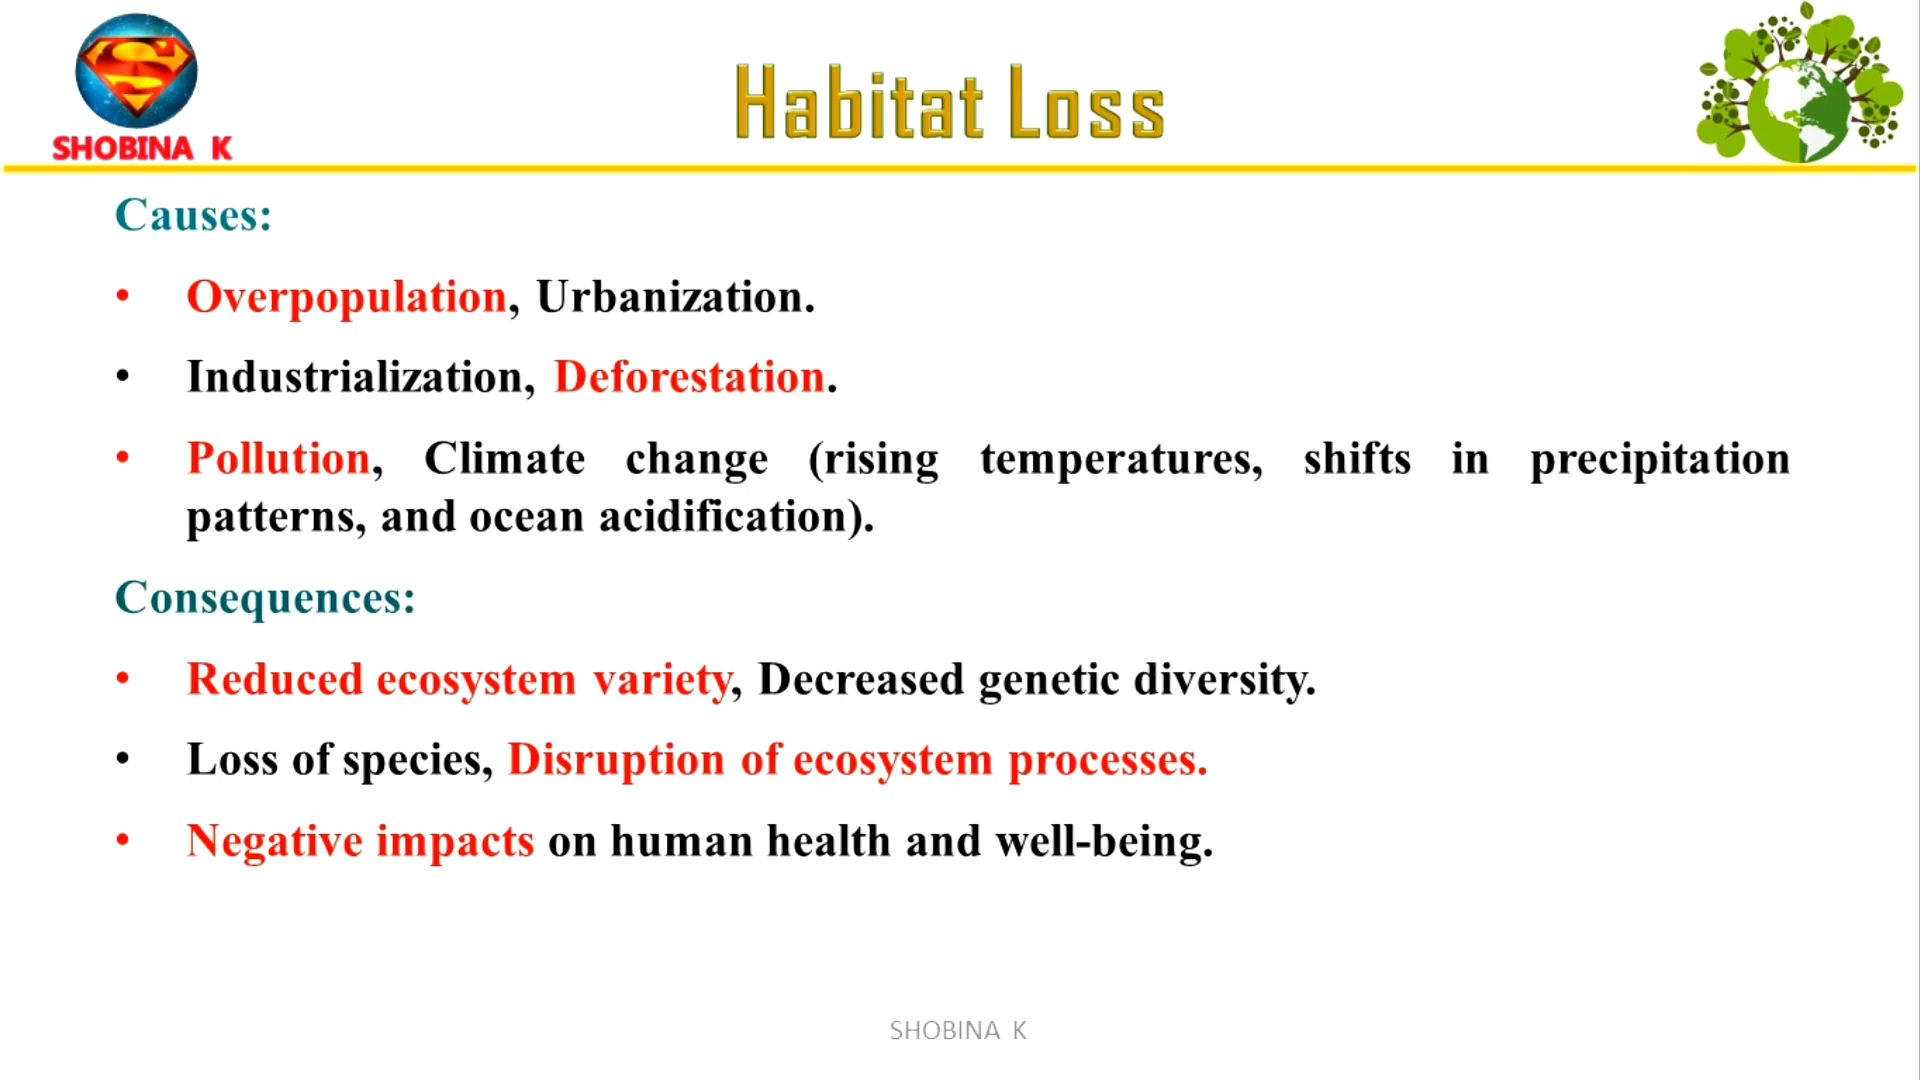 SHOBINA K
Habitat Loss
Causes:
• Overpopulation, Urbanization.
• Industrialization, Deforestation.
• Pollution, Climate change (rising temperatures, shifts in precipitation
patterns, and ocean acidification).
Consequences:
• Reduced ecosystem variety, Decreased genetic diversity.
• Loss of species, Disruption of ecosystem processes.
• Negative impacts on human health and well-being.
SHOBINA K